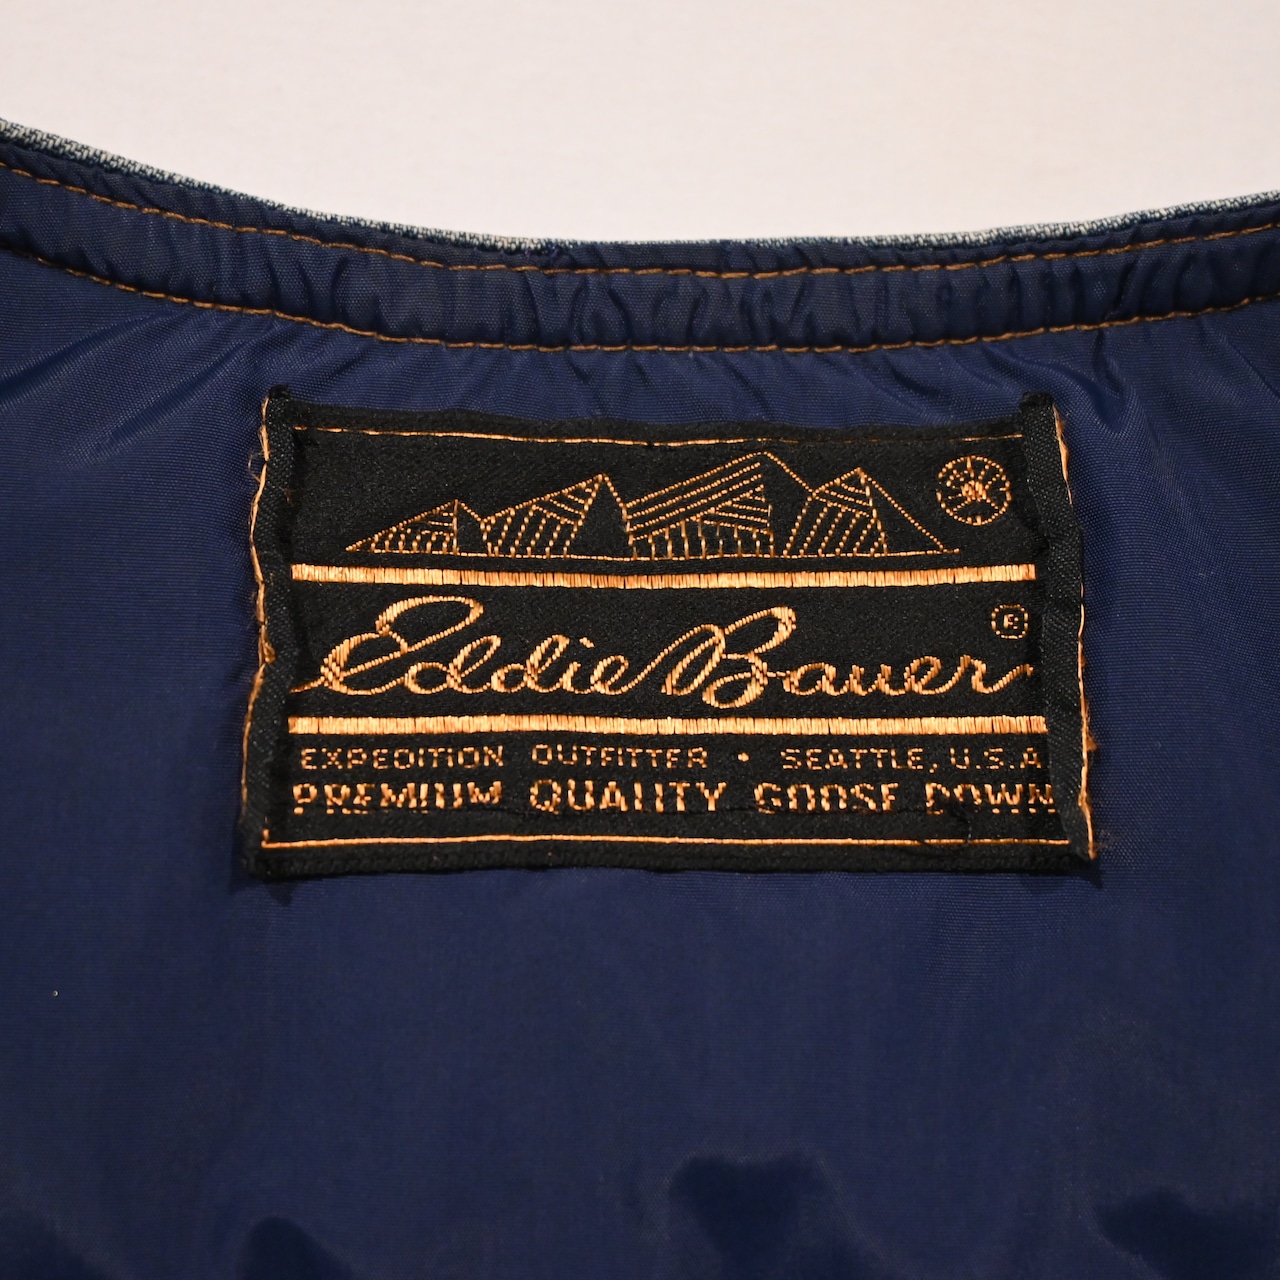 Eddie Bauer ®
EXPEDITION OUTFITTER • SEATTLE, U.S.A
PREMIUM QUALITY GOOSE DOWN